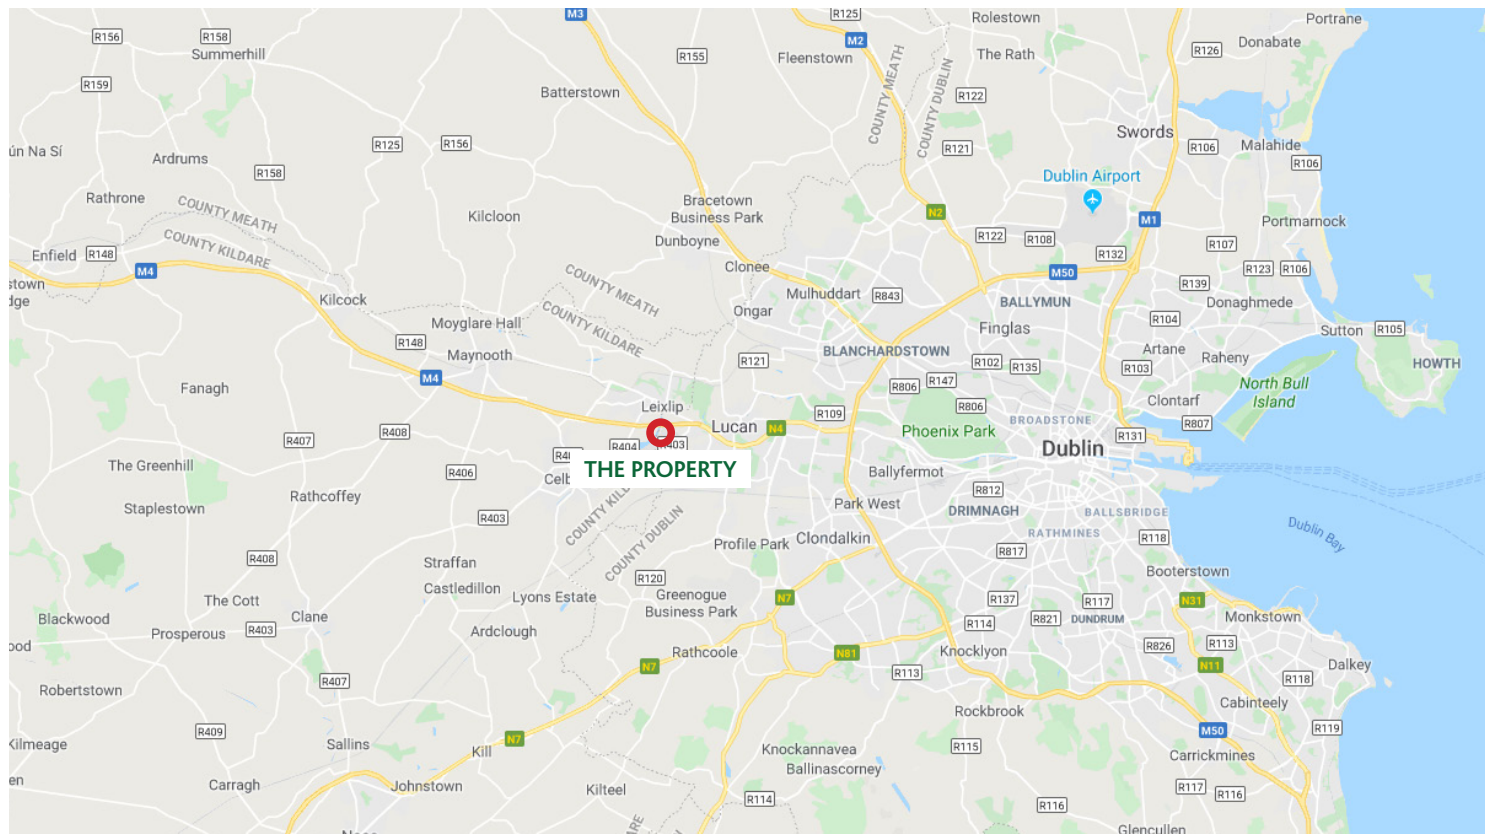 M3
R125
Rolestown
Portrane
R156
R158
Summerhill
R155
M2
Fleenstown
The Rath
R126
Donabate
R159
Batterstown
R122
COUNTY MEATH
COUNTY DUBLIN
Swords
ún Na Sí
Ardrums
R125
R156
R121
R106
Malahide
R106
R158
Dublin Airport
Rathrone
COUNTY MEATH
Kilcloon
Bracetown
Business Park
N2
M1
Portmarnock
COUNTY KILDARE
Dunboyne
R122
R108
R107
Enfield
R148
M4
Clonee
R132
R123
R106
stown
dge
COUNTY MEATH
M50
R139
Kilcock
Mulhuddart
R843
BALLYMUN
Donaghmede
Ongar
COUNTY KILDARE
Moyglare Hall
Finglas
R104
Sutton
R105
R148
Maynooth
BLANCHARDSTOWN
Artane
Raheny
R121
R102
R135
R103
HOWTH
M4
Fanagh
R806
R147
North Bull
Island
Leixlip
R109
R806
Clontarf
Lucan
N4
Phoenix Park
BROADSTONE
R807
R407
R408
R404
R403
Dublin
R131
THE PROPERTY
The Greenhill
R406
Ballyfermot
Rathcoffey
R812
Staplestown
R403
Park West
DRIMNAGH
BALLSBRIDGE
COUNTY DUBLIN
RATHMINES
Dublin Bay
Profile Park
Clondalkin
R118
R408
Straffan
R817
R120
Booterstown
Castledillon
Lyons Estate
Greenogue
Business Park
N7
R137
R117
N31
The Cott
Clane
Blackwood
R114
R821
DUNDRUM
Monkstown
Prosperous
R403
Ardclough
R826
R113
ood
Rathcoole
N81
Knocklyon
N7
R113
N11
Dalkey
R407
R118
Robertstown
Cabinteely
Rockbrook
R409
N7
M50
R119
Kilmeage
Sallins
Kill
Knockannavea
R115
Carrickmines
Ballinascorney
en
Carragh
Johnstown
Kilteel
R114
R117
R116
R116
Glencullen